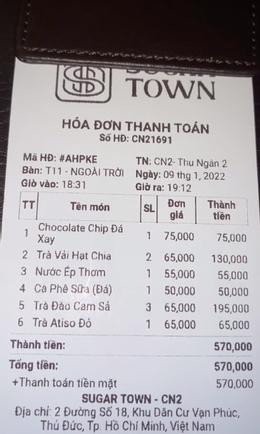 SUGAR
TOWN
HÓA ĐƠN THANH TOÁN
Số HĐ: CN21691
Mã HĐ: #AHPKE TN: CN2- Thu Ngân 2
Bàn: T11 - NGOÀI TRỜI Ngày: 09 thg 1, 2022
Giờ vào: 18:31 Giờ ra: 19:12
TT Tên món SL Đơn giá Thành tiền
1 Chocolate Chip Đá Xay 1 75,000 75,000
2 Trà Vải Hạt Chia 2 65,000 130,000
3 Nước Ép Thơm 1 55,000 55,000
4 Cà Phê Sữa (Đá) 1 50,000 50,000
5 Trà Đào Cam Sả 3 65,000 195,000
6 Trà Atiso Đỏ 1 65,000 65,000
Thành tiền: 570,000
Tổng tiền: 570,000
+Thanh toán tiền mặt 570,000
SUGAR TOWN - CN2
Địa chỉ: 2 Đường Số 18, Khu Dân Cư Vạn Phúc,
Thủ Đức, Tp. Hồ Chí Minh, Việt Nam